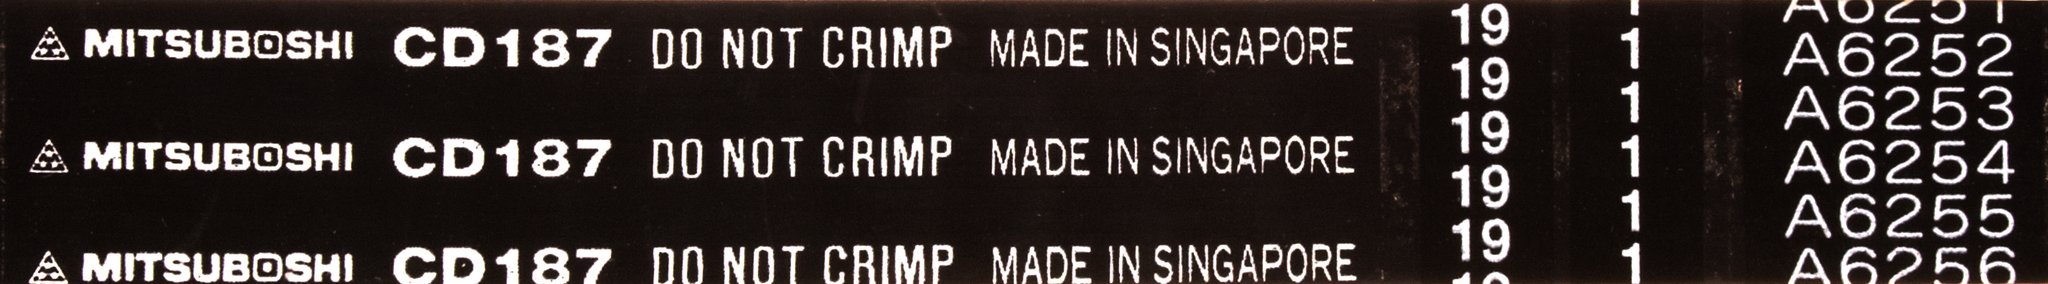 A6251
MITSUBOSHI CD187 DO NOT CRIMP MADE IN SINGAPORE 19 1 A6252
19 1 A6253
MITSUBOSHI CD187 DO NOT CRIMP MADE IN SINGAPORE 19 1 A6254
19 1 A6255
MITSUBOSHI CD187 DO NOT CRIMP MADE IN SINGAPORE 19 1 A6256